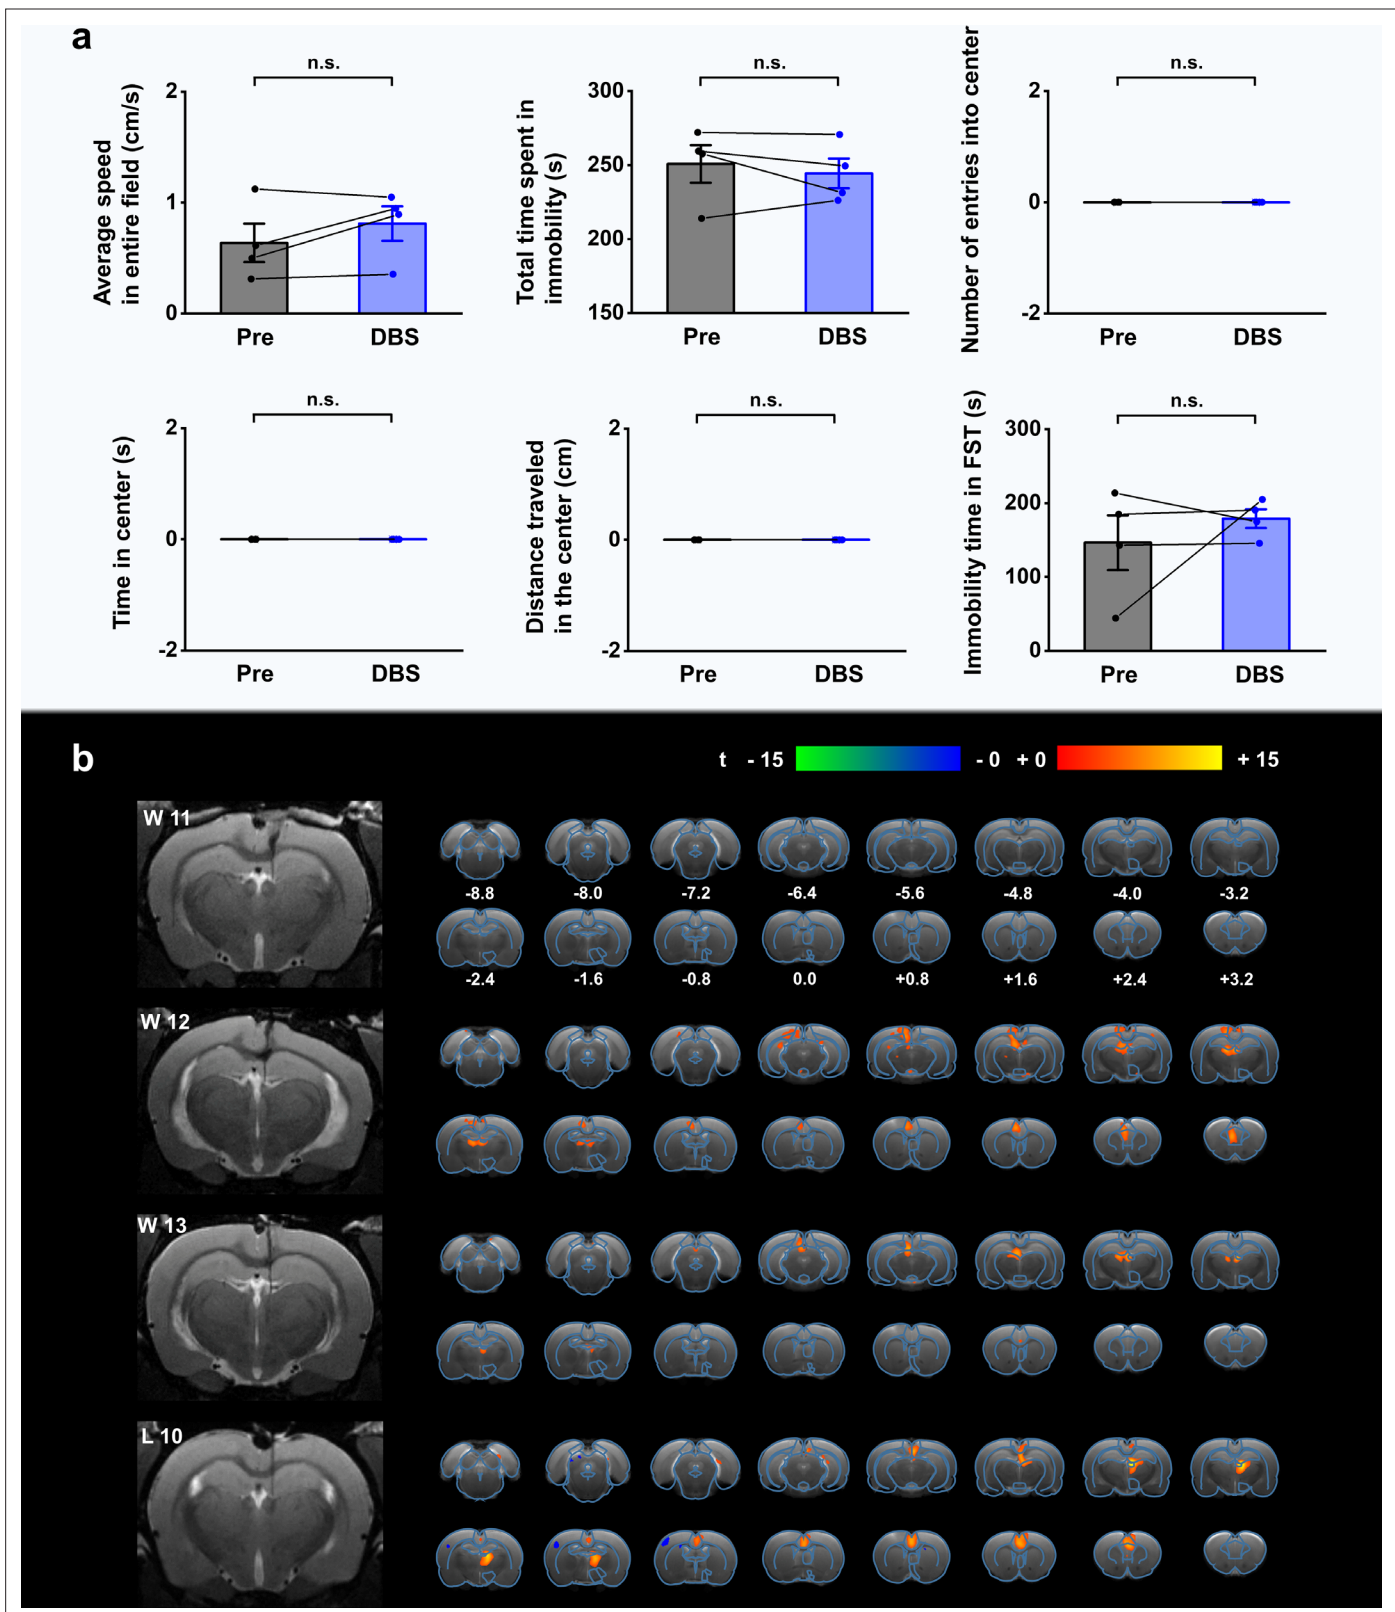 a
Average speed
in entire field (cm/s)
n.s.
2
1
0
Pre DBS
Total time spent in
immobility (s)
n.s.
300
250
200
150
Pre DBS
Number of entries into center
n.s.
2
0
-2
Pre DBS
Time in center (s)
n.s.
2
0
-2
Pre DBS
Distance traveled
in the center (cm)
n.s.
2
0
-2
Pre DBS
Immobility time in FST (s)
n.s.
300
200
100
0
Pre DBS
b
t - 15 - 0 + 0 + 15
W 11
-8.8 -8.0 -7.2 -6.4 -5.6 -4.8 -4.0 -3.2
-2.4 -1.6 -0.8 0.0 +0.8 +1.6 +2.4 +3.2
W 12
W 13
L 10